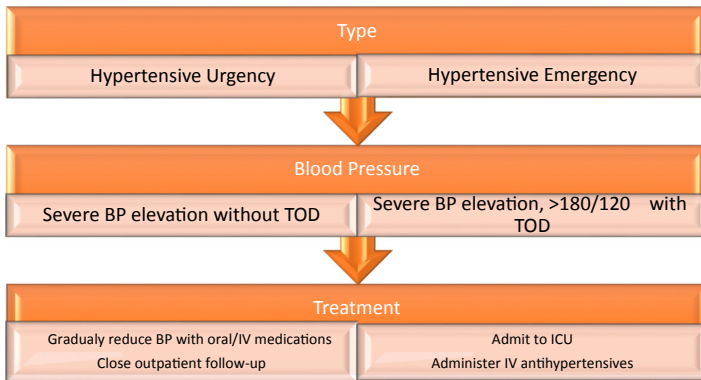 Type
Hypertensive Urgency
Hypertensive Emergency
Blood Pressure
Severe BP elevation without TOD
Severe BP elevation, >180/120 with
TOD
Treatment
Gradualy reduce BP with oral/IV medications
Close outpatient follow-up
Admit to ICU
Administer IV antihypertensives